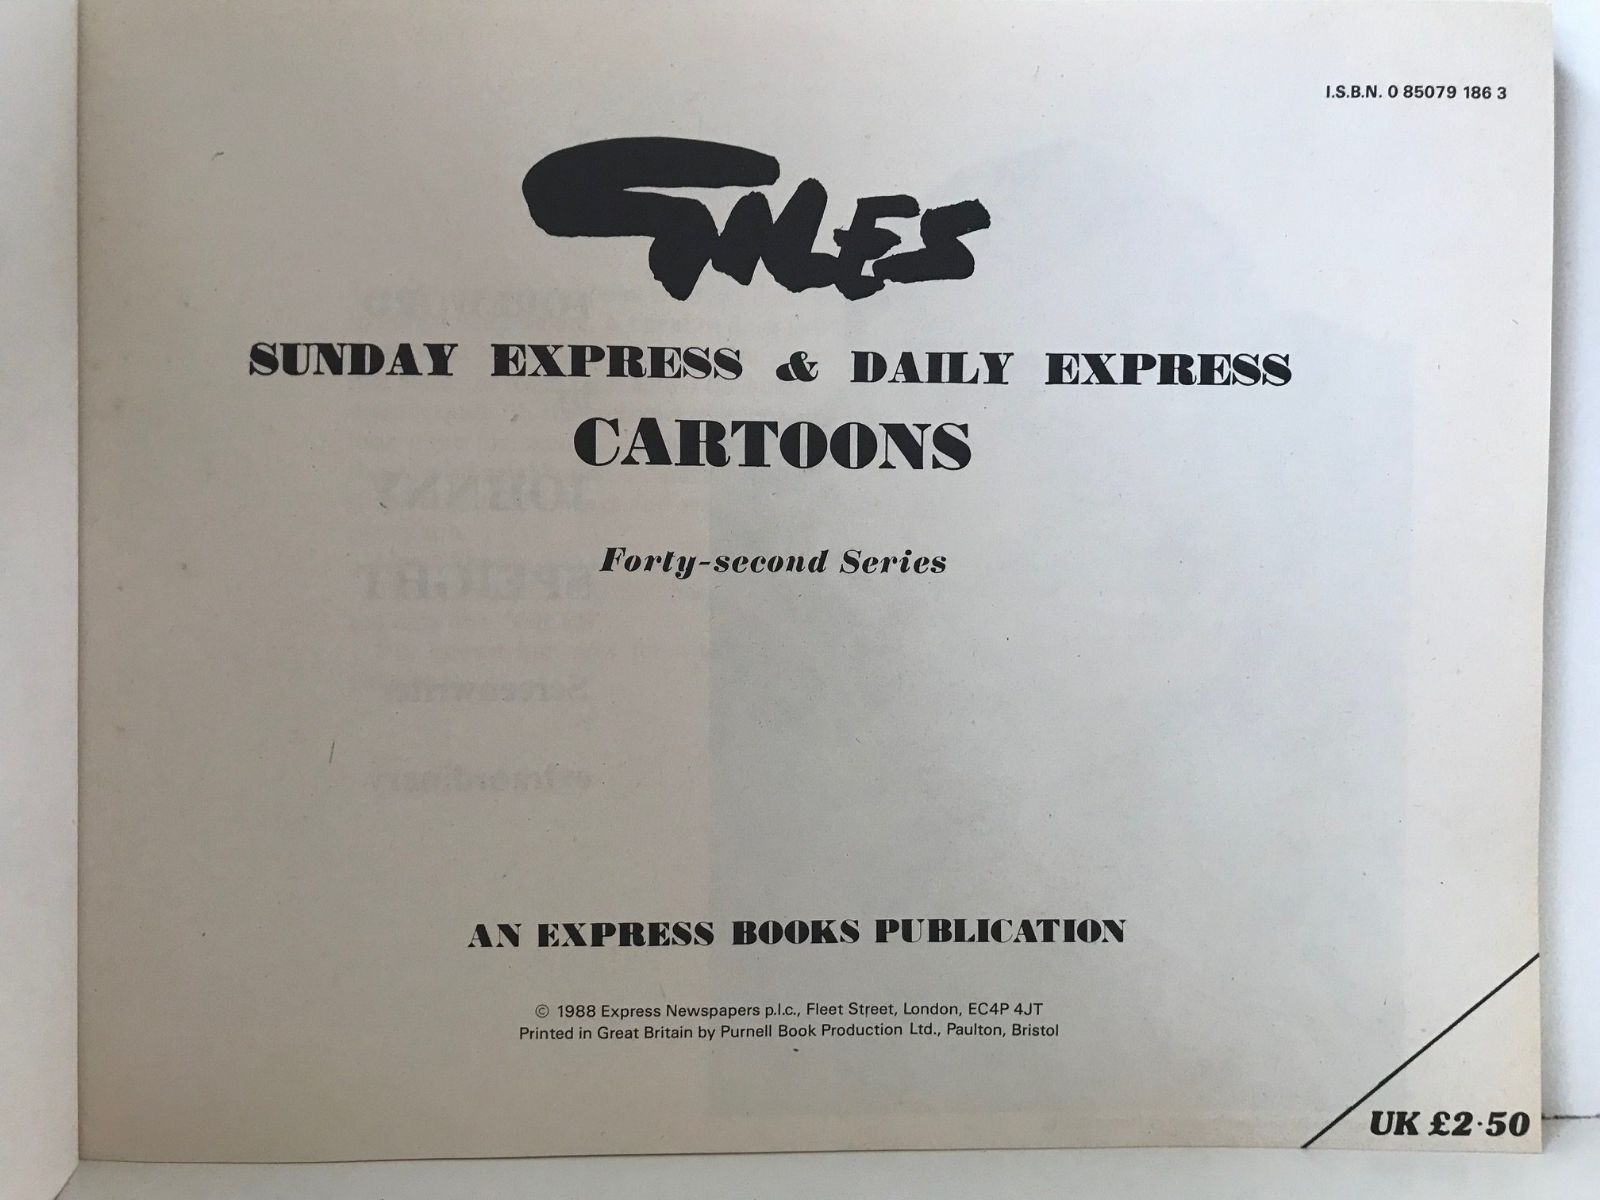 I.S.B.N. 0 85079 186 3
GILES
SUNDAY EXPRESS & DAILY EXPRESS
CARTOONS
Forty-second Series
AN EXPRESS BOOKS PUBLICATION
© 1988 Express Newspapers p.l.c., Fleet Street, London, EC4P 4JT
Printed in Great Britain by Purnell Book Production Ltd., Paulton, Bristol
UK £2·50